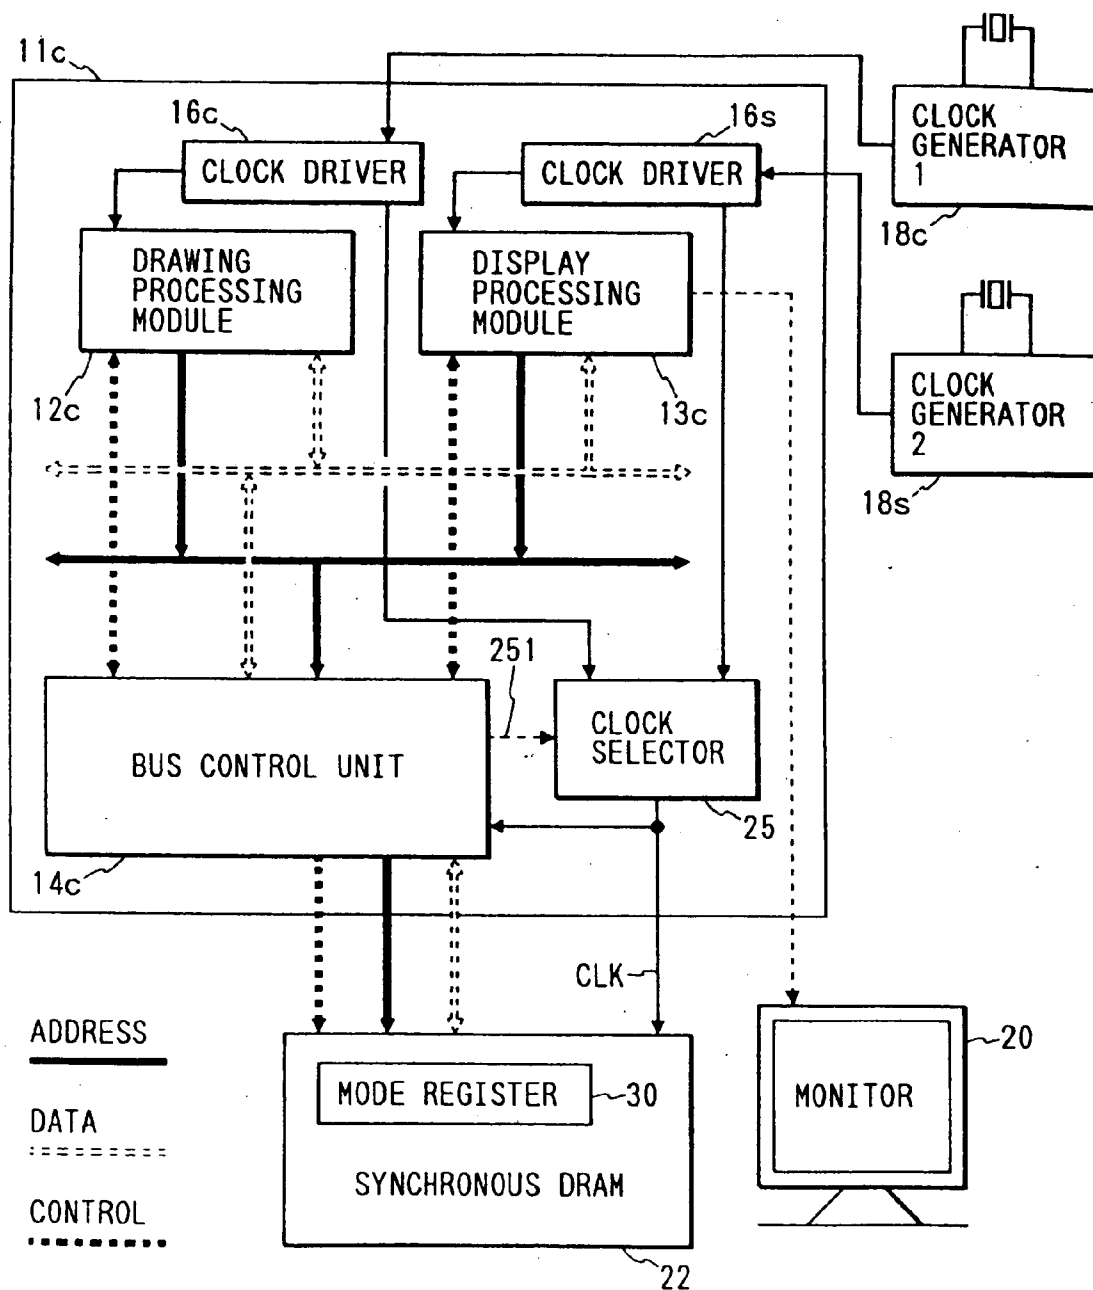 11c
16c
16s
CLOCK DRIVER
CLOCK DRIVER
CLOCK
GENERATOR
1
18c
DRAWING
PROCESSING
MODULE
DISPLAY
PROCESSING
MODULE
12c
13c
CLOCK
GENERATOR
2
18s
251
BUS CONTROL UNIT
CLOCK
SELECTOR
25
14c
CLK
ADDRESS
DATA
CONTROL
MODE REGISTER
30
SYNCHRONOUS DRAM
22
MONITOR
20